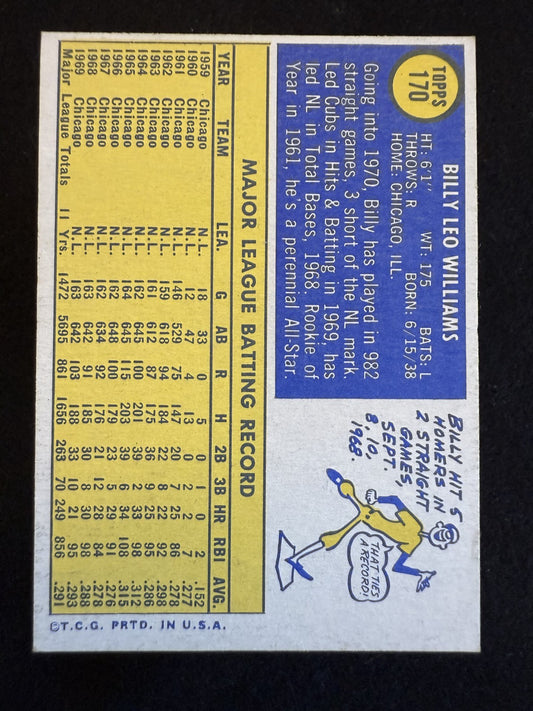 TOPPS
170
BILLY LEO WILLIAMS
HT: 6'1" WT: 175 BATS: L
THROWS: R BORN: 6/15/38
HOME: CHICAGO, ILL.
Going into 1970, Billy has played in 982
straight games, 3 short of the NL mark.
Led Cubs in Hits & Batting in 1969, has
led NL in Total Bases, 1968. Rookie of
Year in 1961, he's a perennial All-Star.
BILLY HIT 5
HOMERS IN
2 STRAIGHT
GAMES,
SEPT.
8, 10,
1968.
THAT TIES
A RECORD!
MAJOR LEAGUE BATTING RECORD
YEAR TEAM LEA. G AB R H 2B 3B HR RBI AVG.
1959 Chicago N.L. 18 33 0 5 0 1 0 2 .152
1960 Chicago N.L. 12 47 4 13 0 2 2 7 .277
1961 Chicago N.L. 146 529 75 147 20 7 25 86 .278
1962 Chicago N.L. 159 618 94 184 22 8 22 92 .298
1963 Chicago N.L. 161 612 87 175 36 9 25 95 .286
1964 Chicago N.L. 162 645 100 201 39 2 33 98 .312
1965 Chicago N.L. 164 645 115 203 39 6 34 108 .315
1966 Chicago N.L. 162 648 100 179 23 5 29 91 .276
1967 Chicago N.L. 162 634 92 176 21 12 28 84 .278
1968 Chicago N.L. 163 642 91 185 30 8 30 98 .288
1969 Chicago N.L. 163 642 103 188 33 10 21 95 .293
Major League Totals 11 Yrs. 1472 5695 861 1656 263 70 249 856 .291
©T.C.G. PRTD. IN U.S.A.